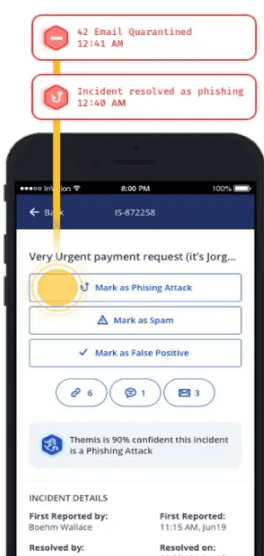 42 Email Quarantined
12:41 AM
Incident resolved as phishing
12:40 AM
8:00 PM
100%
IS-872258
Very Urgent payment request (it's Jorg...
Mark as Phising Attack
Mark as Spam
Mark as False Positive
6 1 3
Themis is 90% confident this incident
is a Phishing Attack
INCIDENT DETAILS
First Reported by: First Reported:
Boehm Wallace 11:15 AM, Jun19
Resolved by: Resolved on: